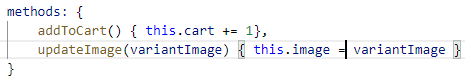 methods: {
    addToCart() { this.cart += 1},
    updateImage(variantImage) { this.image = variantImage }
}